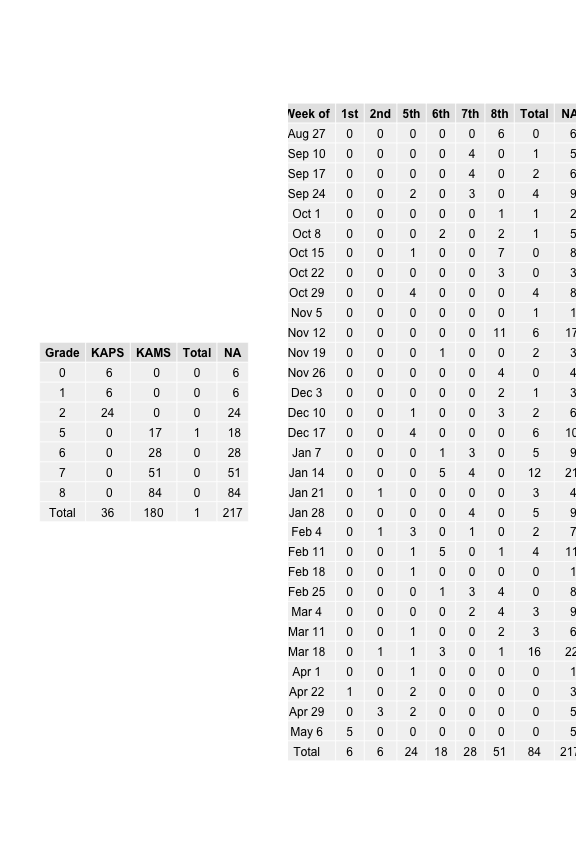 Grade KAPS KAMS Total NA
0 6 0 0 6
1 6 0 0 6
2 24 0 0 24
5 0 17 1 18
6 0 28 0 28
7 0 51 0 51
8 0 84 0 84
Total 36 180 1 217
Week of 1st 2nd 5th 6th 7th 8th Total NA
Aug 27 0 0 0 0 0 6 0 6
Sep 10 0 0 0 0 4 0 1 5
Sep 17 0 0 0 0 4 0 2 6
Sep 24 0 0 2 0 3 0 4 9
Oct 1 0 0 0 0 0 1 1 2
Oct 8 0 0 0 2 0 2 1 5
Oct 15 0 0 1 0 0 7 0 8
Oct 22 0 0 0 0 0 3 0 3
Oct 29 0 0 4 0 0 0 4 8
Nov 5 0 0 0 0 0 0 1 1
Nov 12 0 0 0 0 0 11 6 17
Nov 19 0 0 0 1 0 0 2 3
Nov 26 0 0 0 0 0 4 0 4
Dec 3 0 0 0 0 0 2 1 3
Dec 10 0 0 1 0 0 3 2 6
Dec 17 0 0 4 0 0 0 6 10
Jan 7 0 0 0 1 3 0 5 9
Jan 14 0 0 0 5 4 0 12 21
Jan 21 0 1 0 0 0 0 3 4
Jan 28 0 0 0 0 4 0 5 9
Feb 4 0 1 3 0 1 0 2 7
Feb 11 0 0 1 5 0 1 4 11
Feb 18 0 0 1 0 0 0 0 1
Feb 25 0 0 0 1 3 4 0 8
Mar 4 0 0 0 0 2 4 3 9
Mar 11 0 0 1 0 0 2 3 6
Mar 18 0 1 1 3 0 1 16 22
Apr 1 0 0 1 0 0 0 0 1
Apr 22 1 0 2 0 0 0 0 3
Apr 29 0 3 2 0 0 0 0 5
May 6 5 0 0 0 0 0 0 5
Total 6 6 24 18 28 51 84 217